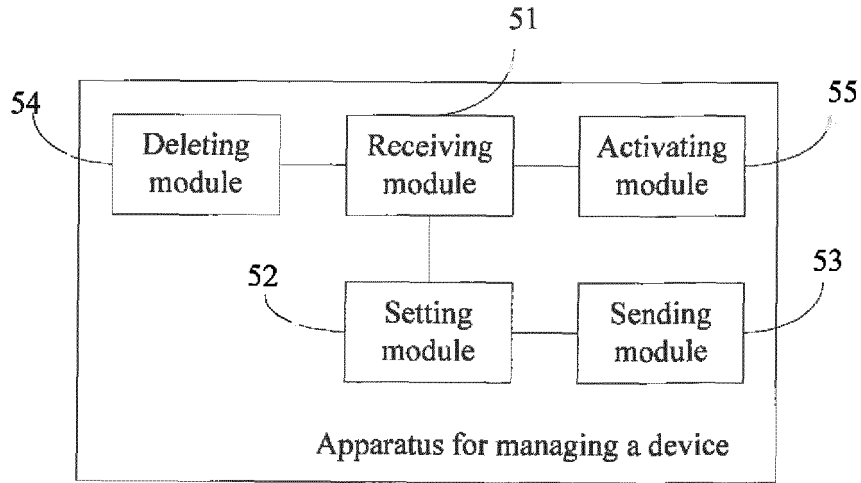 51
54
55
Deleting
module
Receiving
module
Activating
module
52
53
Setting
module
Sending
module
Apparatus for managing a device